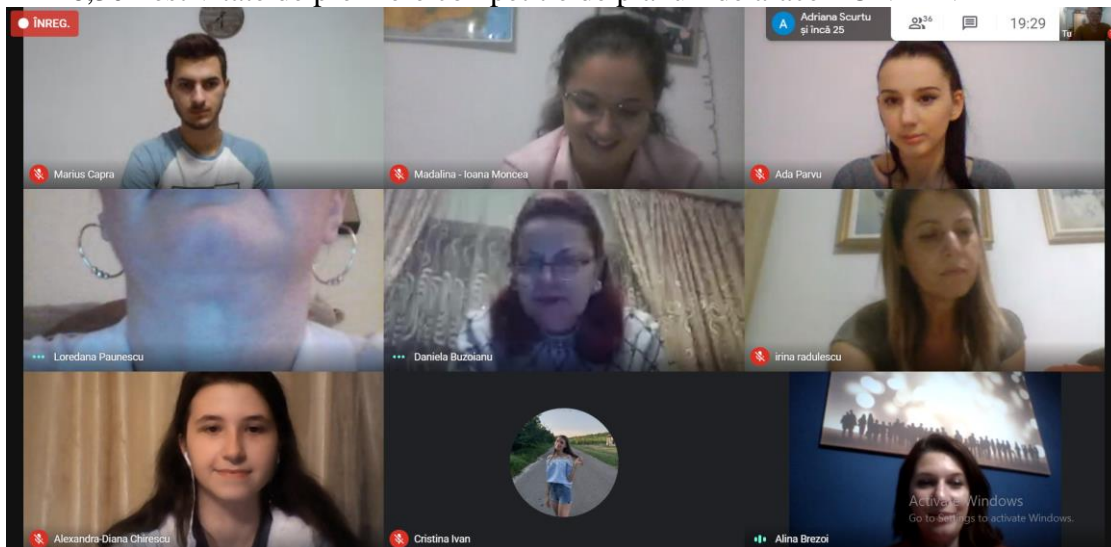 ÎNREG.
Adriana Scurtu
și încă 25
36
19:29
Tu
Marius Capra
Madalina - Ioana Moncea
Ada Parvu
Loredana Paunescu
Daniela Buzoianu
irina radulescu
Alexandra-Diana Chirescu
Cristina Ivan
Alina Brezoi
Activate Windows
Go to Settings to activate Windows.